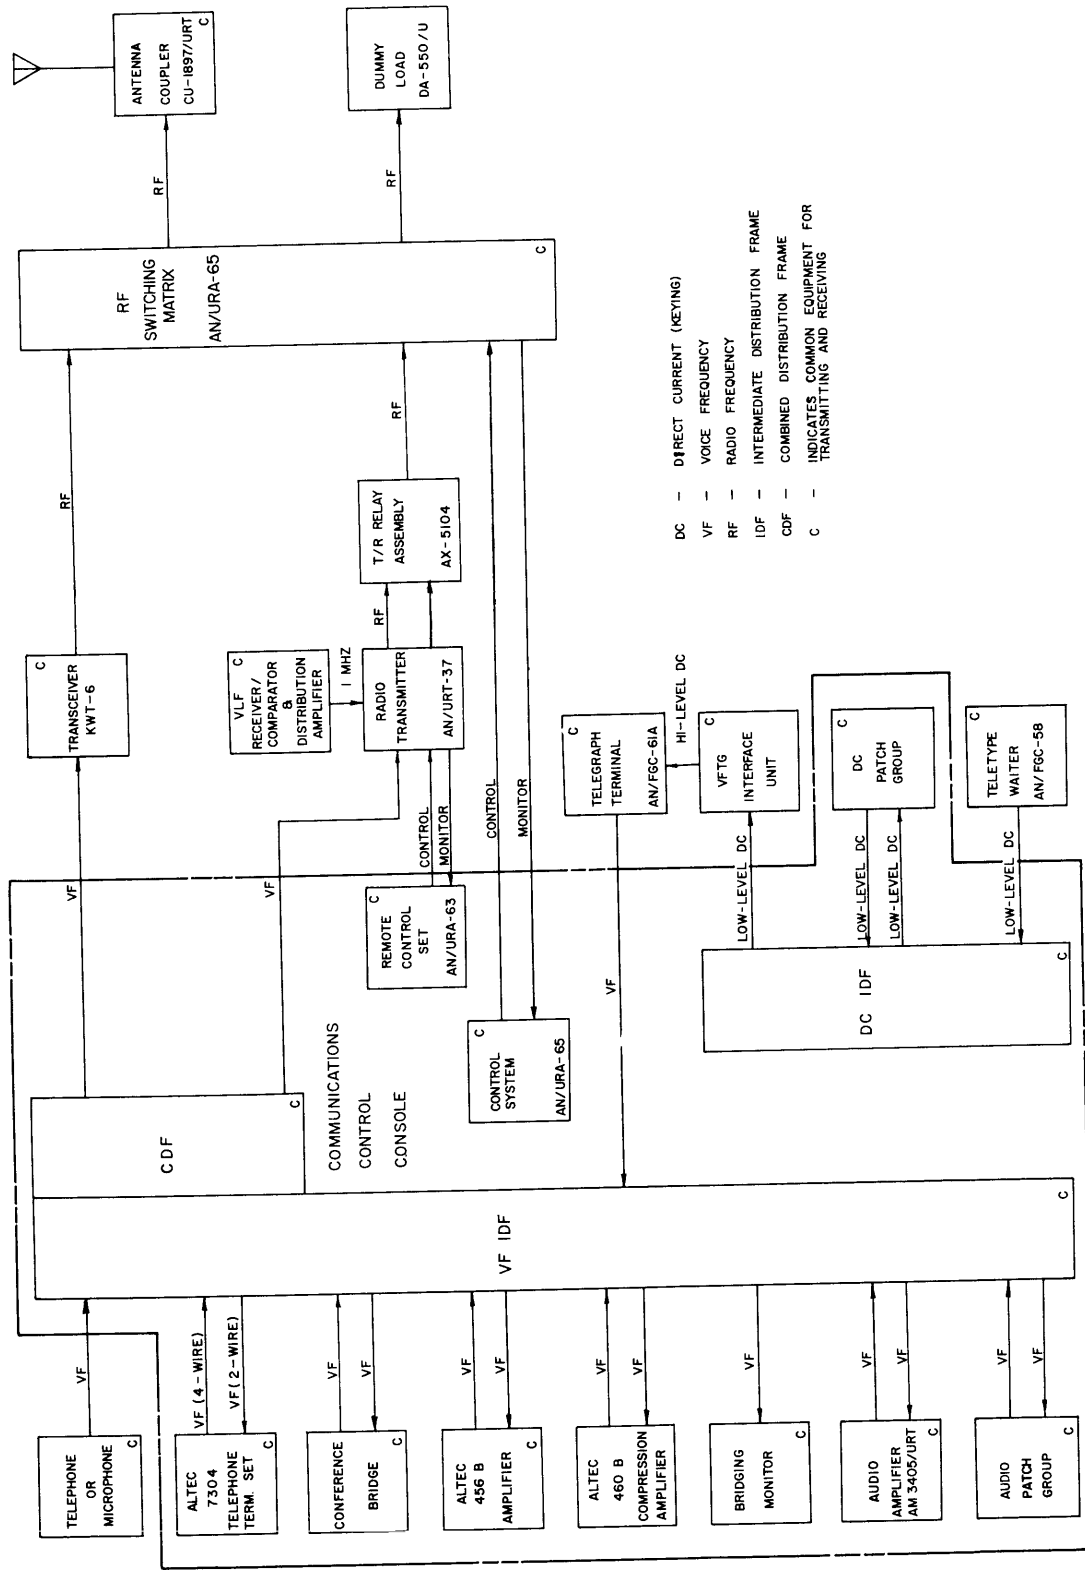 ANTENNA
COUPLER
CU-1897/URT
C
DUMMY
LOAD
DA-550/U
RF
RF
RF
SWITCHING
MATRIX
AN/URA-65
C
RF
RF
C
TRANSCEIVER
KWT-6
VLF C
RECEIVER/
COMPARATOR
&
DISTRIBUTION
AMPLIFIER
1 MHZ
RADIO
TRANSMITTER
AN/URT-37
RF
T/R RELAY
ASSEMBLY
AX-5104
CONTROL
MONITOR
CONTROL
MONITOR
VF
VF
C
REMOTE
CONTROL
SET
AN/URA-63
C
CONTROL
SYSTEM
AN/URA-65
C
TELEGRAPH
TERMINAL
AN/FGC-61A
HI-LEVEL DC
C
VFTG
INTERFACE
UNIT
C
DC
PATCH
GROUP
C
TELETYPE
WAITER
AN/FGC-58
VF
LOW-LEVEL DC
LOW-LEVEL DC
LOW-LEVEL DC
LOW-LEVEL DC
DC IDF
C
CDF
C
COMMUNICATIONS
CONTROL
CONSOLE
VF IDF
C
VF
VF (4-WIRE)
VF (2-WIRE)
VF
VF
VF
VF
VF
VF
VF
VF
VF
VF
VF
TELEPHONE
OR
MICROPHONE
C
ALTEC
7304
TELEPHONE
TERM. SET
C
CONFERENCE
BRIDGE
C
ALTEC
456 B
AMPLIFIER
C
ALTEC
460 B
COMPRESSION
AMPLIFIER
C
BRIDGING
MONITOR
C
AUDIO
AMPLIFIER
AM 3405/URT
C
AUDIO
PATCH
GROUP
C
DC - DIRECT CURRENT (KEYING)
VF - VOICE FREQUENCY
RF - RADIO FREQUENCY
IDF - INTERMEDIATE DISTRIBUTION FRAME
CDF - COMBINED DISTRIBUTION FRAME
C - INDICATES COMMON EQUIPMENT FOR
TRANSMITTING AND RECEIVING